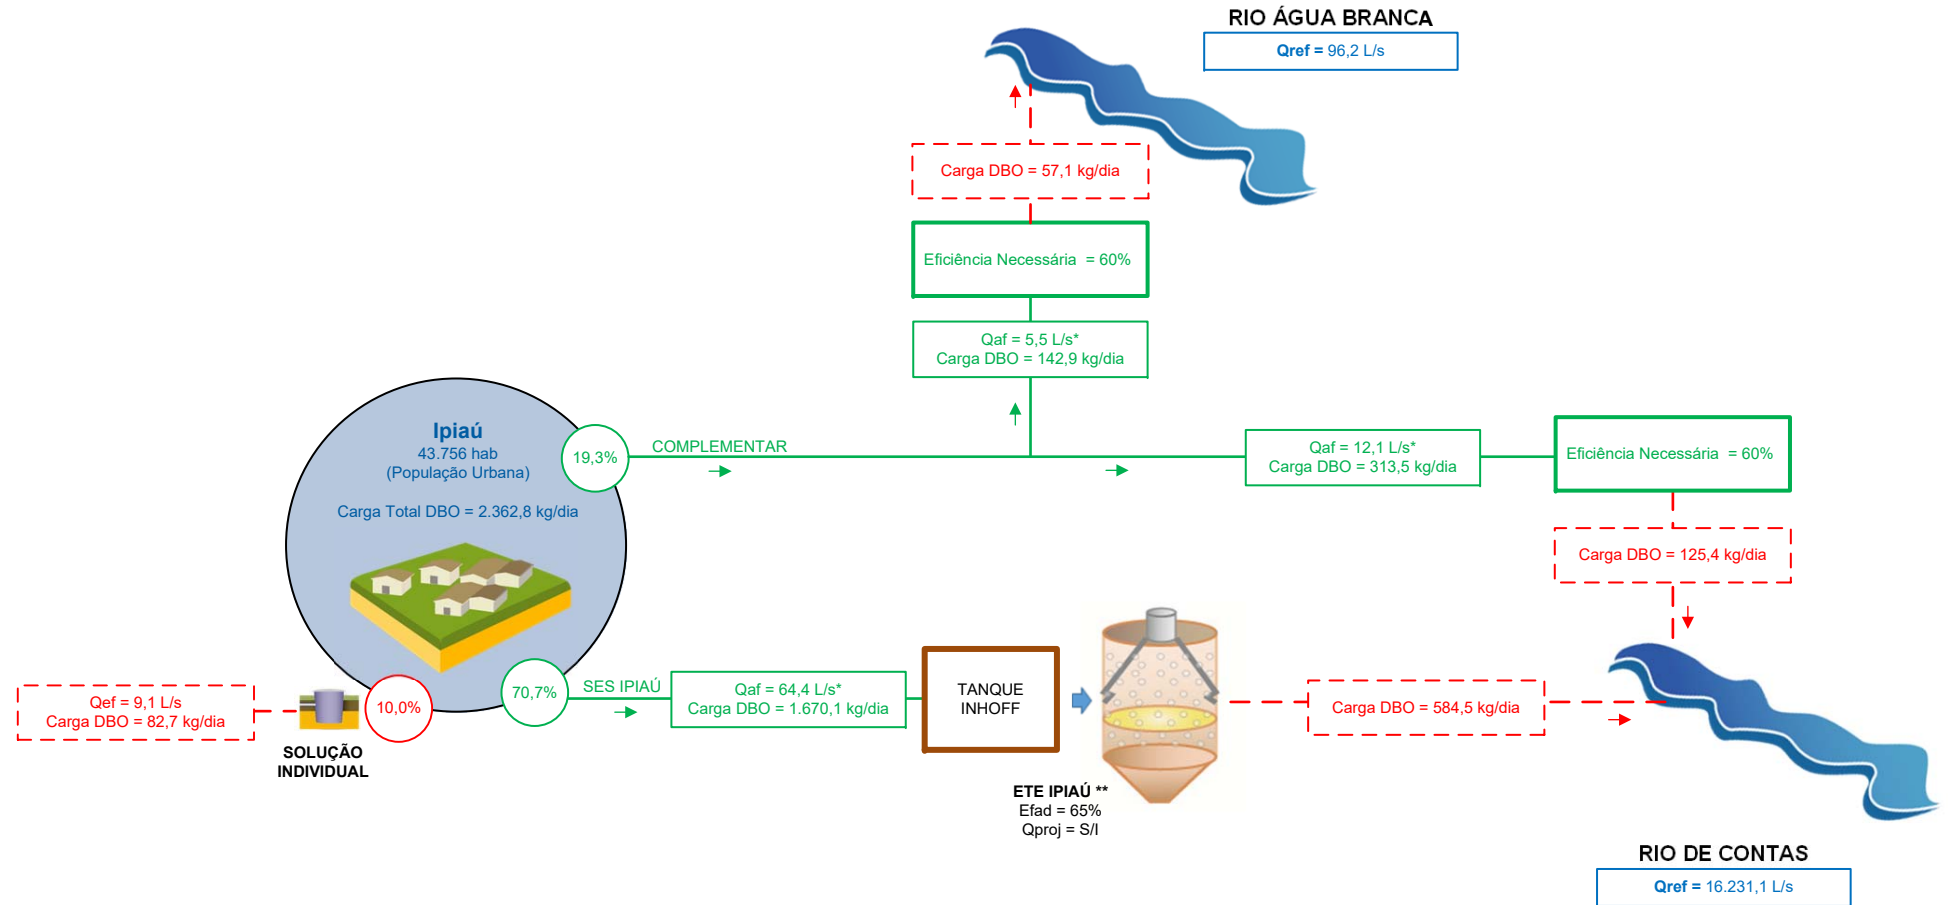 RIO ÁGUA BRANCA
Qref = 96,2 L/s
Carga DBO = 57,1 kg/dia
Eficiência Necessária = 60%
Qaf = 5,5 L/s*
Carga DBO = 142,9 kg/dia
Ipiaú
43.756 hab
(População Urbana)
Carga Total DBO = 2.362,8 kg/dia
19,3%
COMPLEMENTAR
Qaf = 12,1 L/s*
Carga DBO = 313,5 kg/dia
Eficiência Necessária = 60%
Carga DBO = 125,4 kg/dia
Qef = 9,1 L/s
Carga DBO = 82,7 kg/dia
SOLUÇÃO
INDIVIDUAL
10,0%
70,7%
SES IPIAÚ
Qaf = 64,4 L/s*
Carga DBO = 1.670,1 kg/dia
TANQUE
INHOFF
ETE IPIAÚ **
Efad = 65%
Qproj = S/I
Carga DBO = 584,5 kg/dia
RIO DE CONTAS
Qref = 16.231,1 L/s